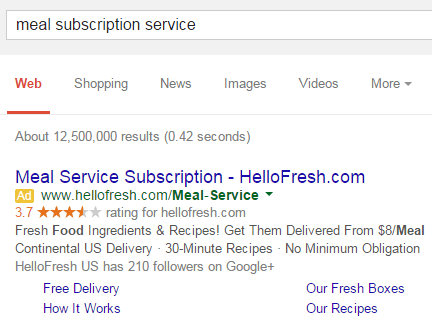 meal subscription service
Web Shopping News Images Videos More
About 12,500,000 results (0.42 seconds)
Meal Service Subscription - HelloFresh.com
Ad www.hellofresh.com/Meal-Service
3.7 rating for hellofresh.com
Fresh Food Ingredients & Recipes! Get Them Delivered From $8/Meal
Continental US Delivery · 30-Minute Recipes · No Minimum Obligation
HelloFresh US has 210 followers on Google+
Free Delivery Our Fresh Boxes
How It Works Our Recipes